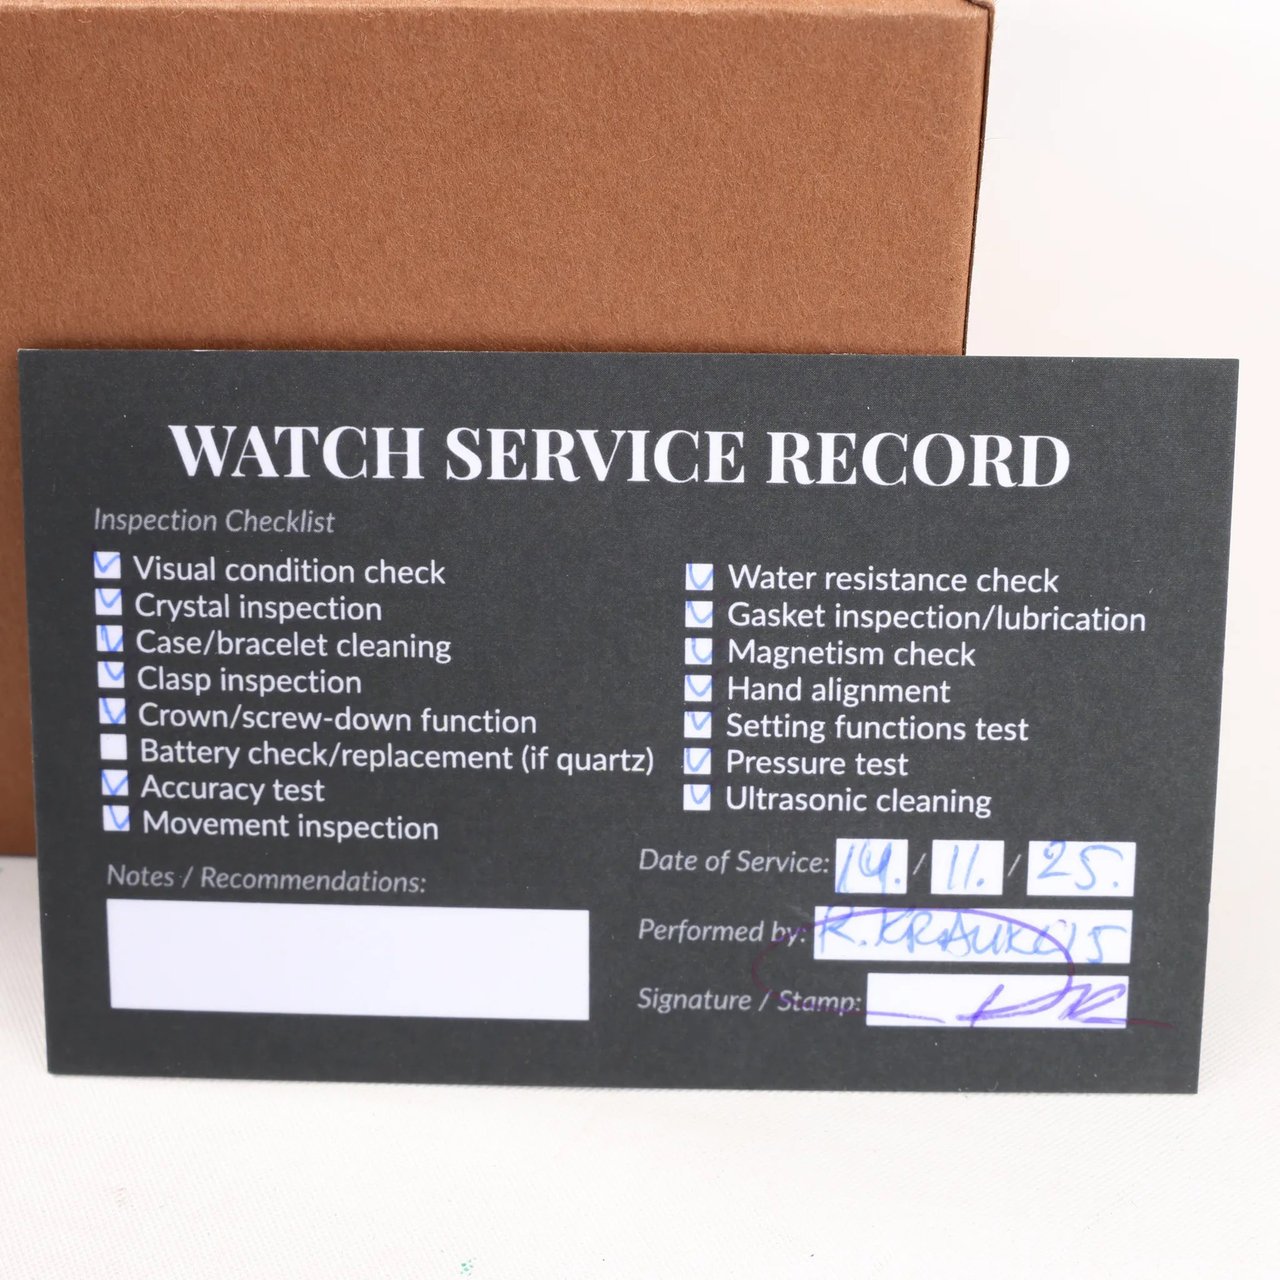 WATCH SERVICE RECORD
Inspection Checklist
Visual condition check
Crystal inspection
Case/bracelet cleaning
Clasp inspection
Crown/screw-down function
Battery check/replacement (if quartz)
Accuracy test
Movement inspection
Water resistance check
Gasket inspection/lubrication
Magnetism check
Hand alignment
Setting functions test
Pressure test
Ultrasonic cleaning
Notes / Recommendations:
Date of Service: 14. / 11. / 25.
Performed by: R.
Signature / Stamp: